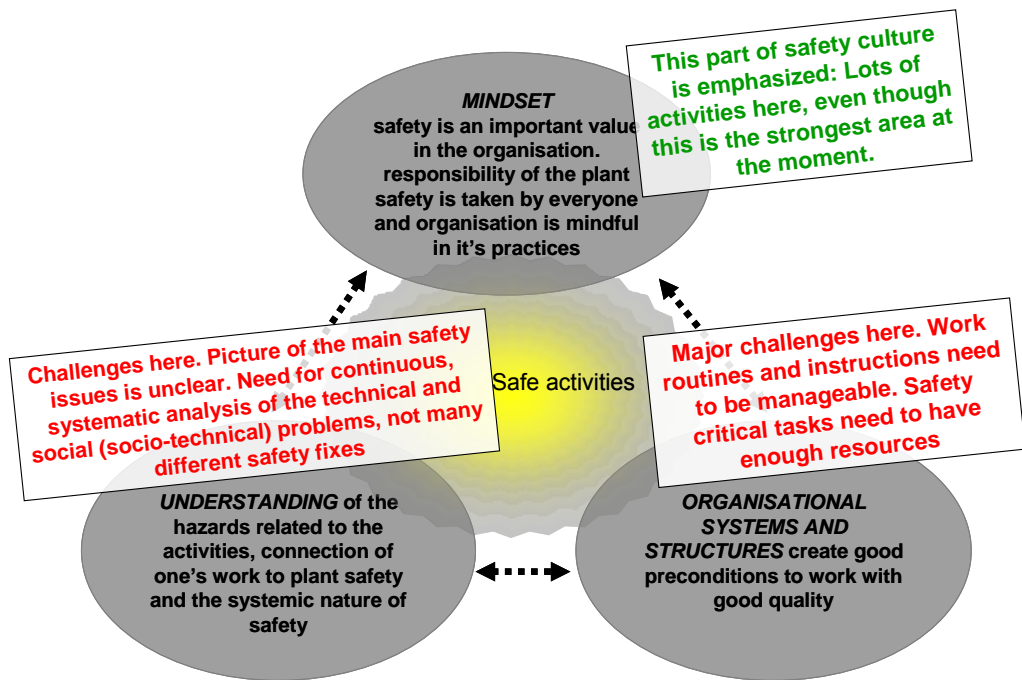 This part of safety culture
is emphasized: Lots of
activities here, even though
this is the strongest area at
the moment.
MINDSET
safety is an important value
in the organisation.
responsibility of the plant
safety is taken by everyone
and organisation is mindful
in it's practices
Challenges here. Picture of the main safety
issues is unclear. Need for continuous,
systematic analysis of the technical and
social (socio-technical) problems, not many
different safety fixes
Safe activities
Major challenges here. Work
routines and instructions need
to be manageable. Safety
critical tasks need to have
enough resources
UNDERSTANDING of the
hazards related to the
activities, connection of
one's work to plant safety
and the systemic nature of
safety
ORGANISATIONAL
SYSTEMS AND
STRUCTURES create good
preconditions to work with
good quality